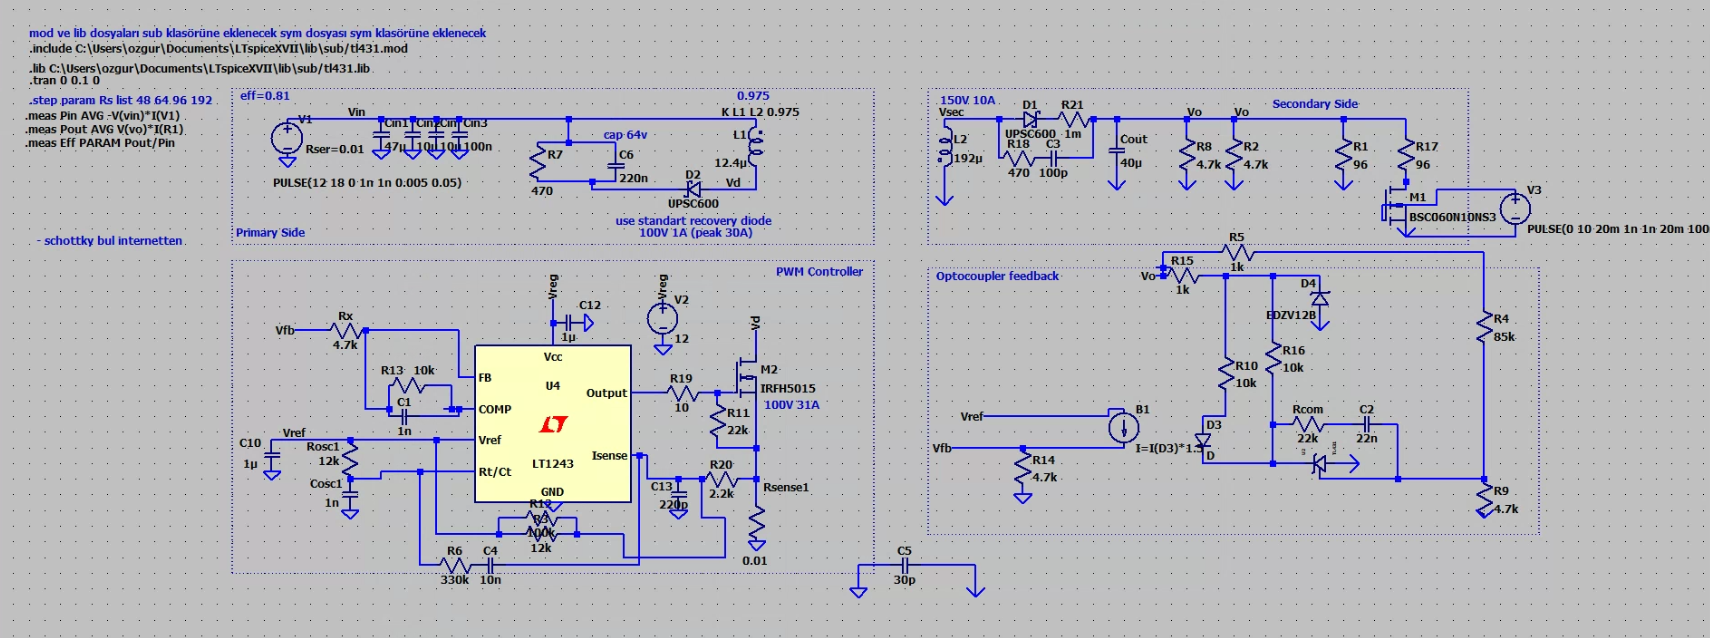 mod ve lib dosyaları sub klasörüne eklenecek sym dosyası sym klasörüne eklenecek
.include C:\Users\ozgur\Documents\LTspiceXVII\lib\sub/tl431.mod
.lib C:\Users\ozgur\Documents\LTspiceXVII\lib\sub/tl431.lib
.tran 0 0.1 0
.step param Rs list 48 64 96 192
.meas Pin AVG -V(vin)*I(V1)
.meas Pout AVG V(vo)*I(R1)
.meas Eff PARAM Pout/Pin
- schottky bul internetten
eff=0.81
0.975
Vin
K L1 L2 0.975
V1
Rser=0.01
PULSE(12 18 0 1n 1n 0.005 0.05)
Cin1
47µ
10µ
10µ
Cin3
100n
cap 64v
R7
470
C6
220n
L1
12.4µ
D2
UPSC600
Vd
use standart recovery diode
100V 1A (peak 30A)
Primary Side
150V 10A
Vsec
D1
UPSC600
R21
1m
L2
192µ
R18
470
C3
100p
Cout
40µ
Vo
Vo
Secondary Side
R8
4.7k
R2
4.7k
R1
96
R17
96
M1
BSC060N10NS3
V3
PULSE(0 10 20m 1n 1n 20m 100
PWM Controller
Vreg
C12
1µ
Vreg
V2
12
Vd
Vfb
Rx
4.7k
R13 10k
C1
1n
Vcc
FB
U4
COMP
Output
Vref
Isense
Rt/Ct
LT1243
GND
R19
10
M2
IRFH5015
100V 31A
R11
22k
C10
1µ
Vref
Rosc1
12k
Cosc1
1n
C13
220p
R20
2.2k
Rsense1
0.01
R12
100k
R3
12k
R6
330k
C4
10n
C5
30p
Optocoupler feedback
Vo
R5
1k
R15
1k
D4
EDZV12B
R4
85k
R10
10k
R16
10k
Vref
B1
I=I(D3)*1.5
Vfb
R14
4.7k
D3
D
Rcom
22k
C2
22n
R9
4.7k